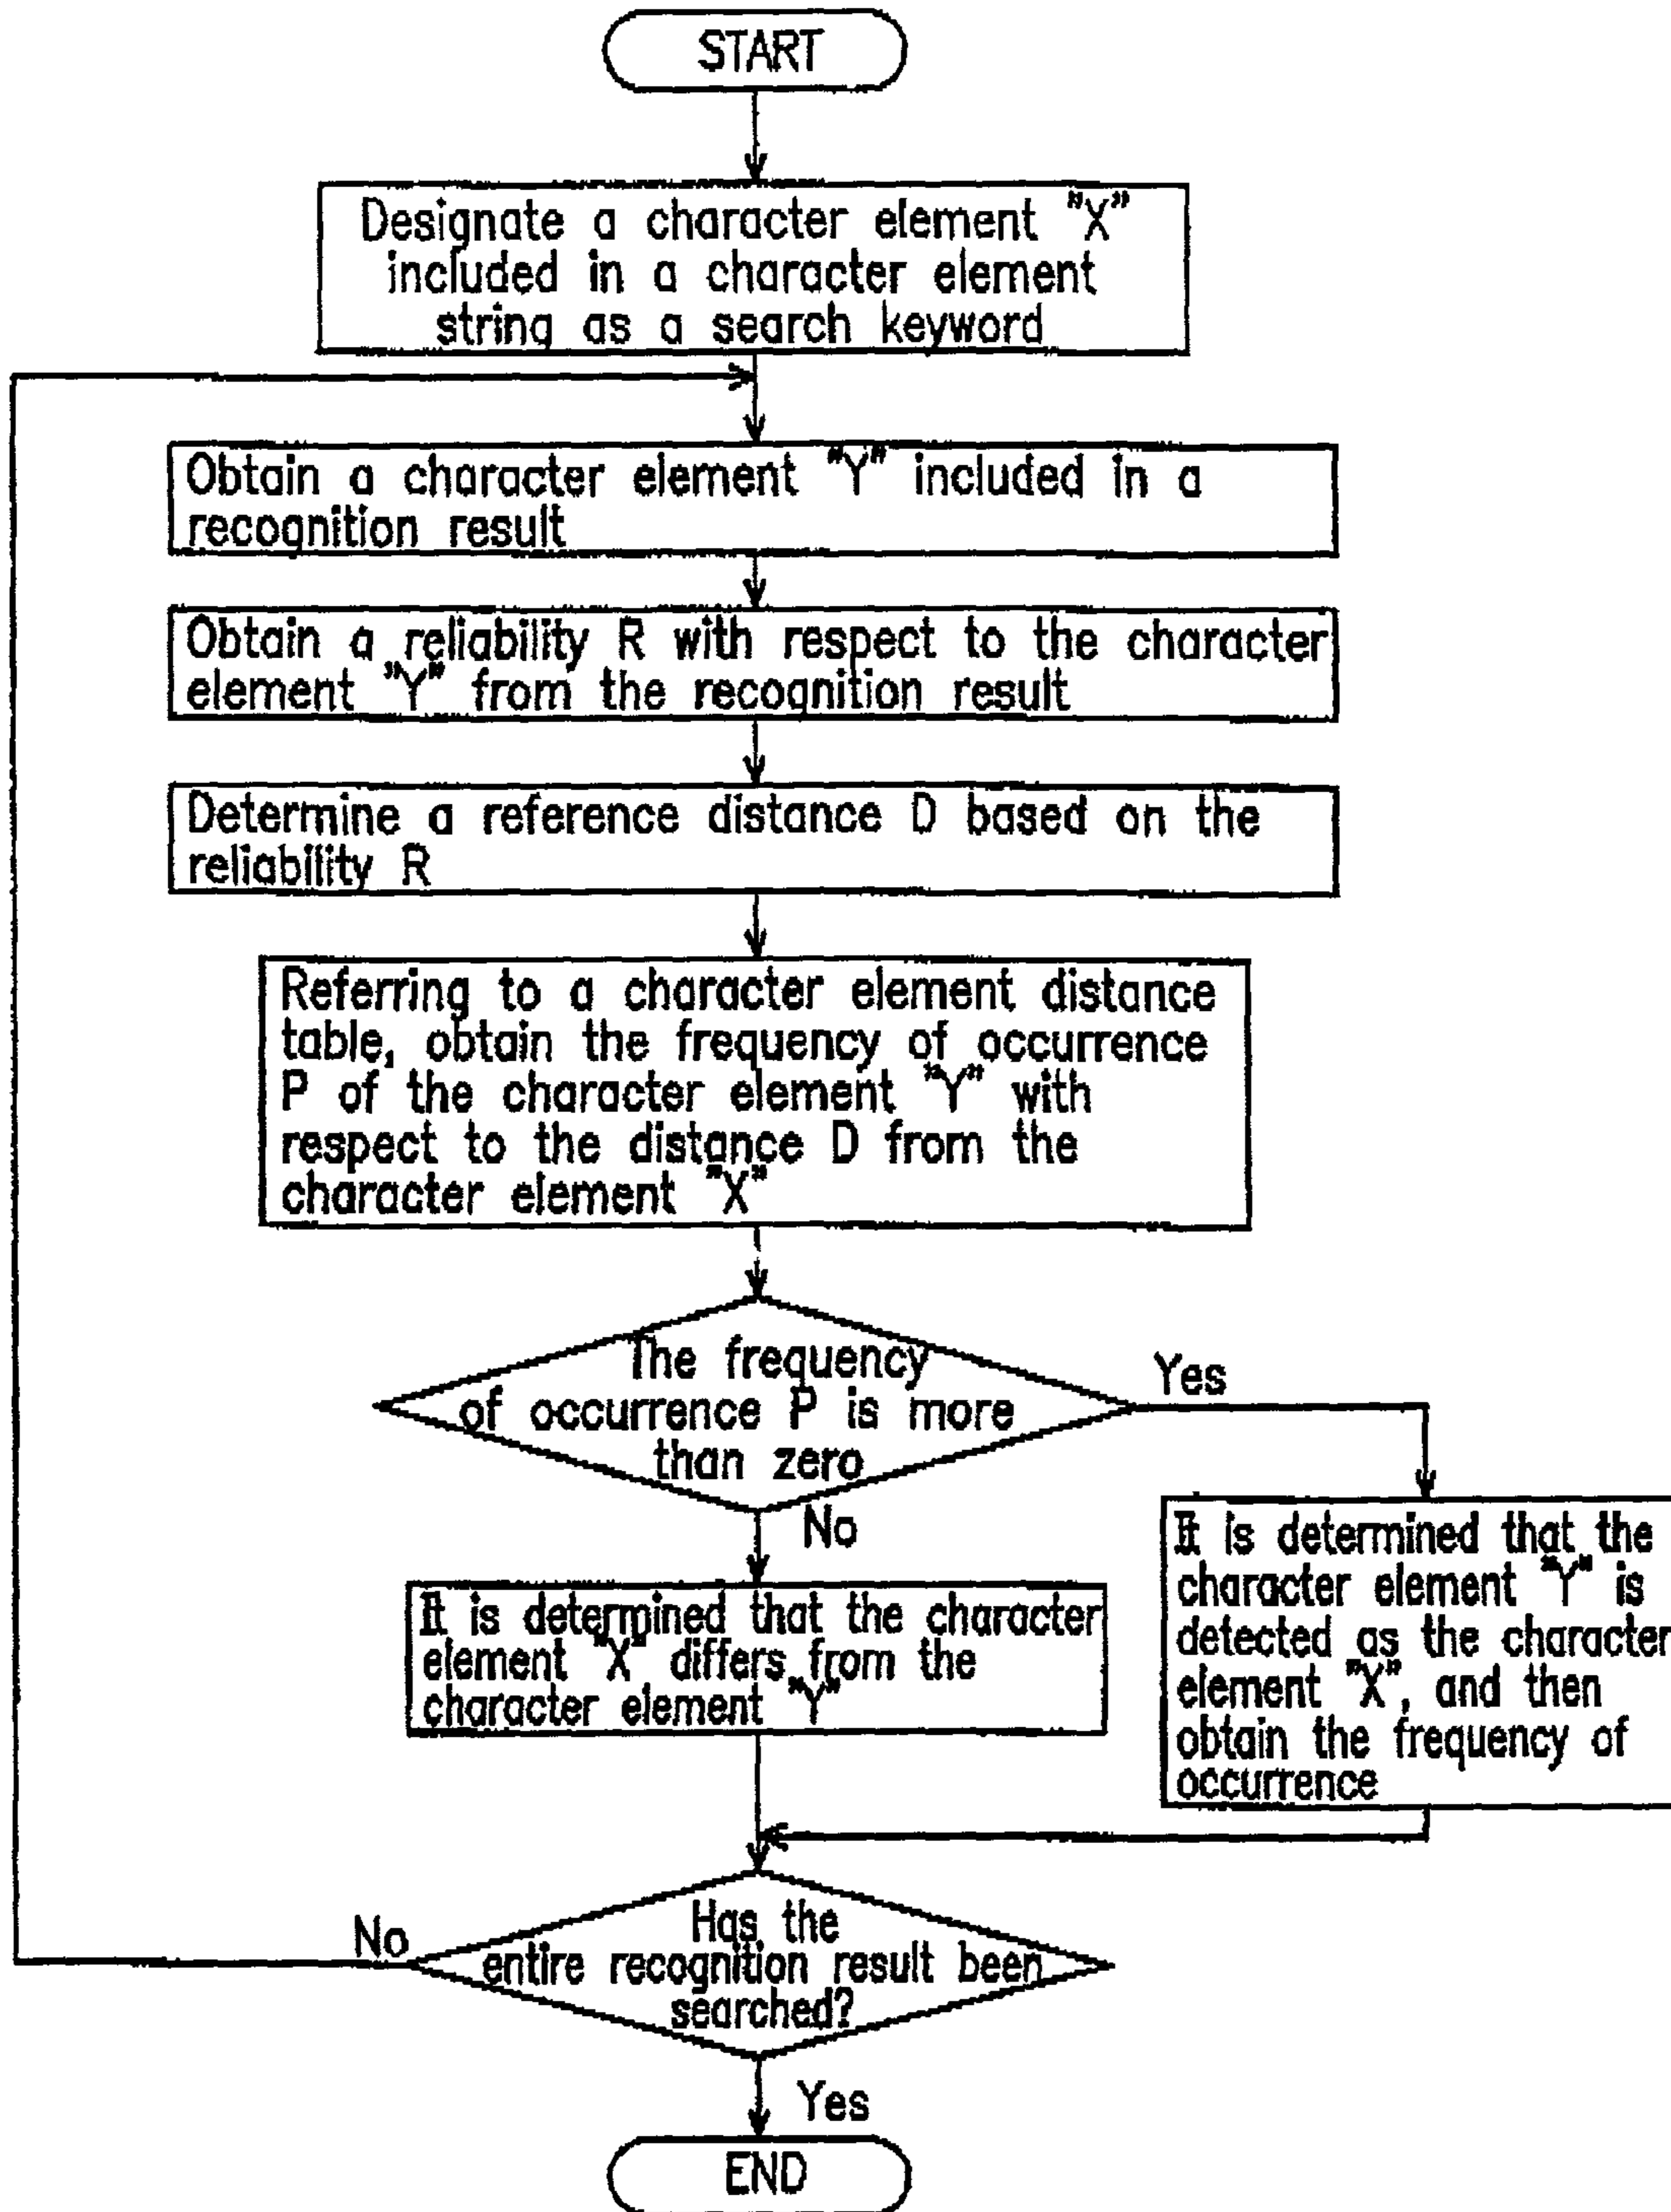 START
Designate a character element "X"
included in a character element
string as a search keyword
Obtain a character element "Y" included in a
recognition result
Obtain a reliability R with respect to the character
element "Y" from the recognition result
Determine a reference distance D based on the
reliability R
Referring to a character element distance
table, obtain the frequency of occurrence
P of the character element "Y" with
respect to the distance D from the
character element "X"
The frequency
of occurrence P is more
than zero
Yes
No
It is determined that the character
element "X" differs from the
character element "Y"
It is determined that the
character element "Y" is
detected as the character
element "X", and then
obtain the frequency of
occurrence
Has the
entire recognition result been
searched?
No
Yes
END